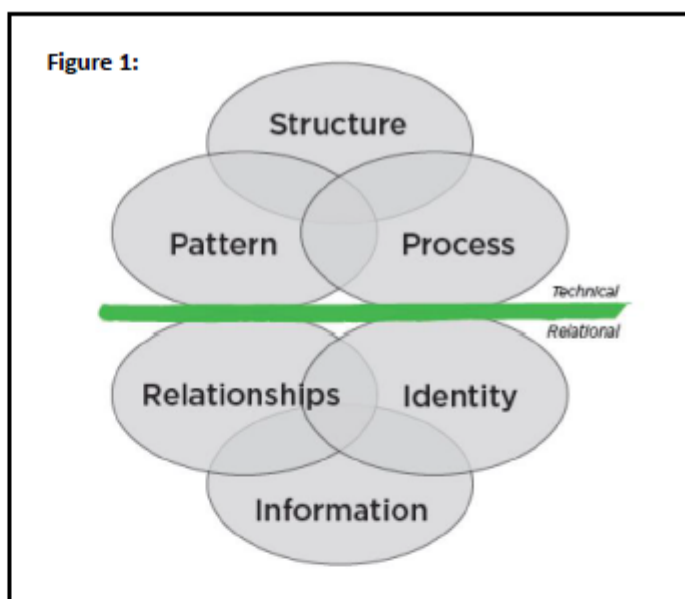 Figure 1:
Structure
Pattern Process
Technical
Relational
Relationships Identity
Information